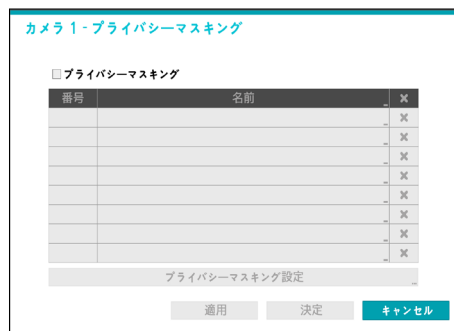 カメラ 1 - プライバシーマスキング
プライバシーマスキング
番号 名前
プライバシーマスキング設定
適用 決定 キャンセル